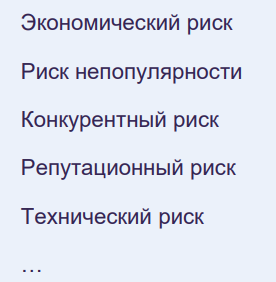 Экономический риск
Риск непопулярности
Конкурентный риск
Репутационный риск
Технический риск
…